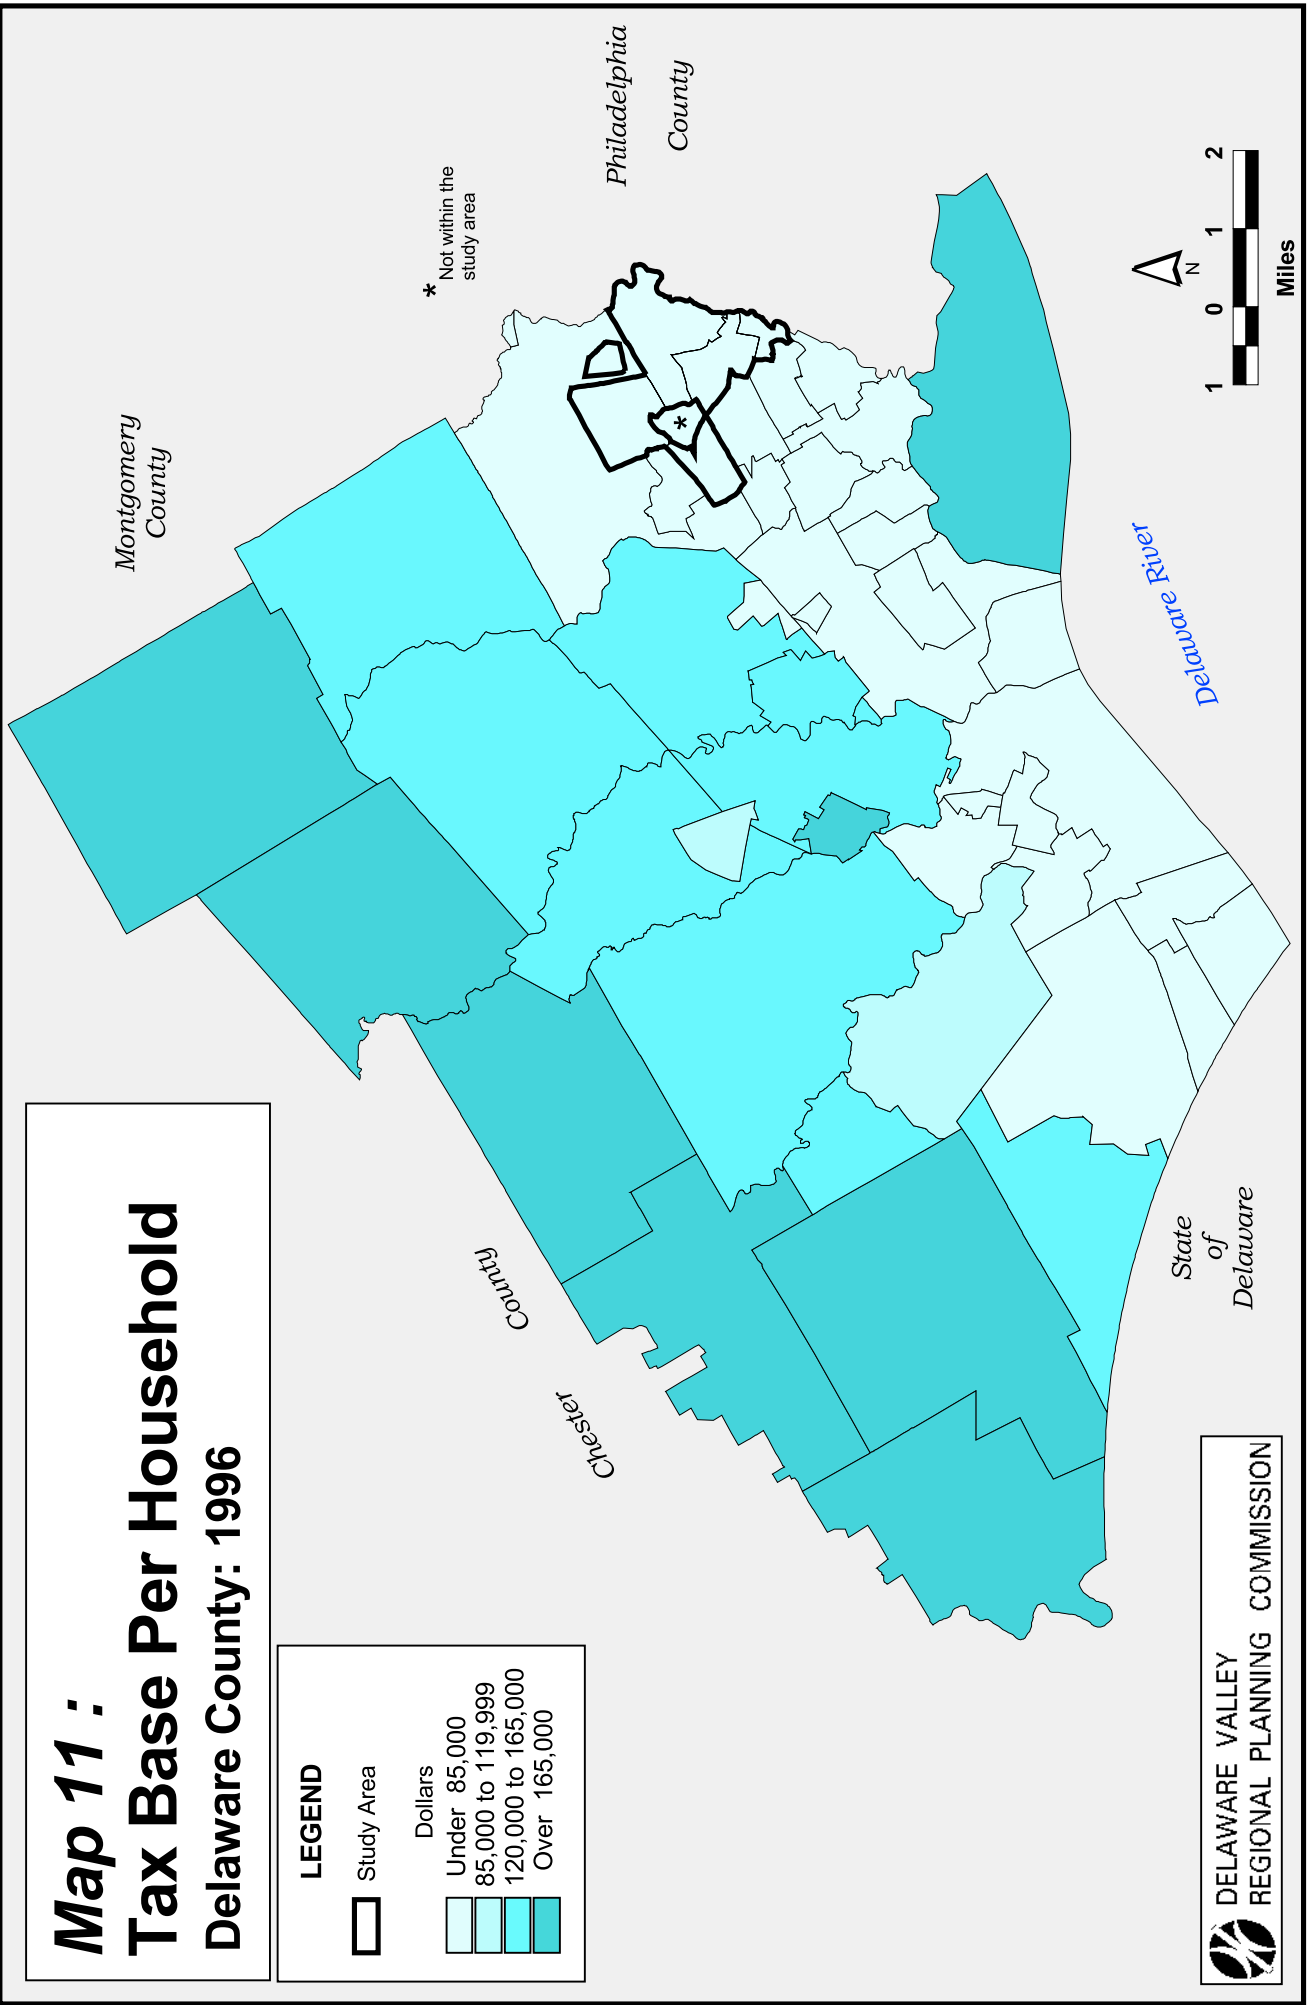 Map 11 :
Tax Base Per Household
Delaware County: 1996
LEGEND
Study Area
Dollars
Under 85,000
85,000 to 119,999
120,000 to 165,000
Over 165,000
Montgomery
County
* Not within the
study area
Philadelphia
County
*
Chester County
Delaware River
State
of
Delaware
N
1 0 1 2
Miles
DELAWARE VALLEY
REGIONAL PLANNING COMMISSION